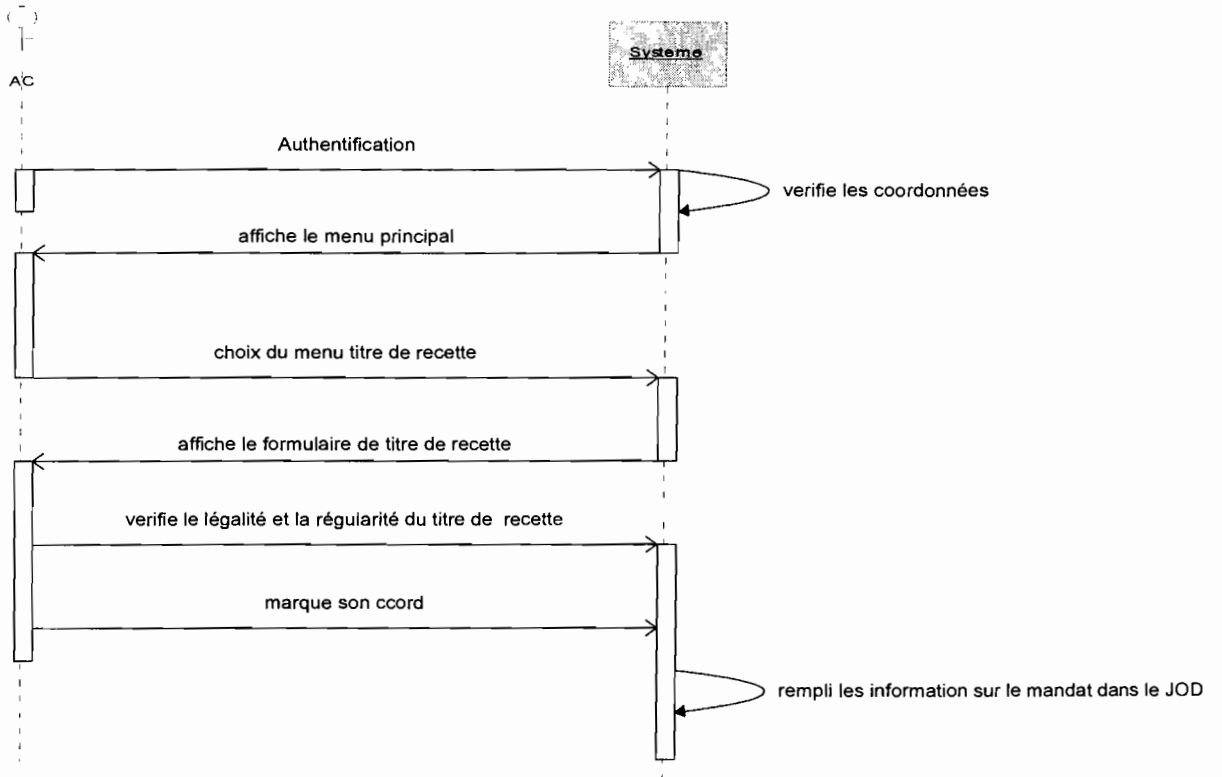 Systeme
AC
Authentification
verifie les coordonnées
affiche le menu principal
choix du menu titre de recette
affiche le formulaire de titre de recette
verifie le légalité et la régularité du titre de recette
marque son ccord
rempli les information sur le mandat dans le JOD